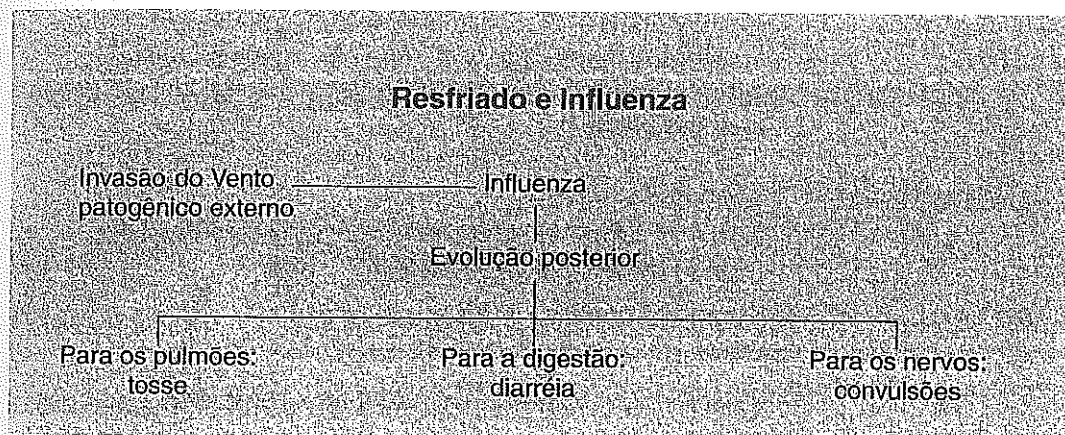 Resfriado e Influenza
Invasão do Vento
patogênico externo
Influenza
Evolução posterior
Para os pulmões:
tosse
Para a digestão:
diarréia
Para os nervos:
convulsões